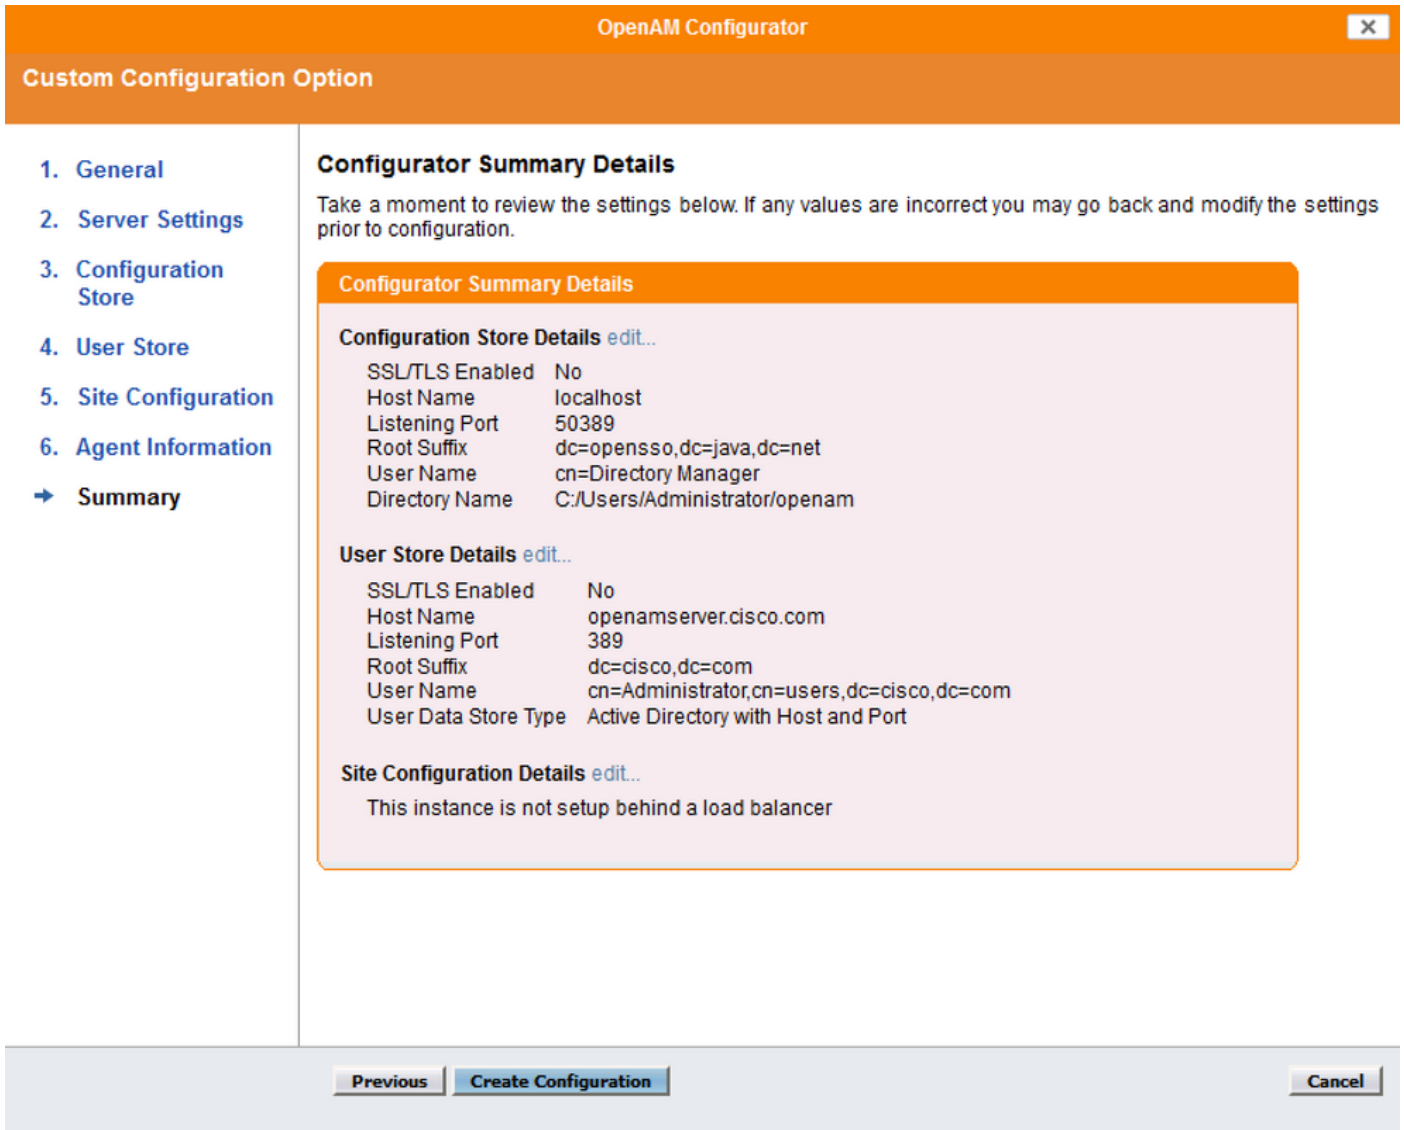 OpenAM Configurator
Custom Configuration Option
1. General
2. Server Settings
3. Configuration
Store
4. User Store
5. Site Configuration
6. Agent Information
Summary
Configurator Summary Details
Take a moment to review the settings below. If any values are incorrect you may go back and modify the settings
prior to configuration.
Configurator Summary Details
Configuration Store Details edit...
SSL/TLS Enabled No
Host Name localhost
Listening Port 50389
Root Suffix dc=opensso,dc=java,dc=net
User Name cn=Directory Manager
Directory Name C:/Users/Administrator/openam
User Store Details edit...
SSL/TLS Enabled No
Host Name openamserver.cisco.com
Listening Port 389
Root Suffix dc=cisco,dc=com
User Name cn=Administrator,cn=users,dc=cisco,dc=com
User Data Store Type Active Directory with Host and Port
Site Configuration Details edit...
This instance is not setup behind a load balancer
Previous Create Configuration Cancel